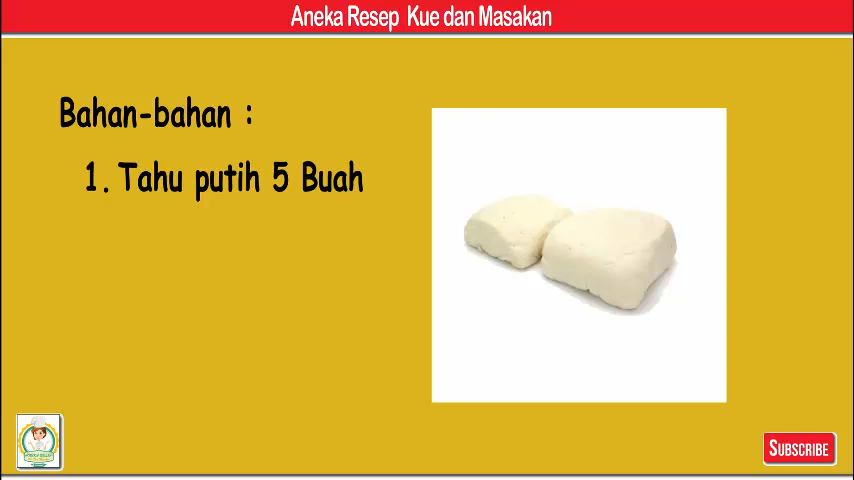 Aneka Resep Kue dan Masakan
Bahan-bahan :
1. Tahu putih 5 Buah
SUBSCRIBE